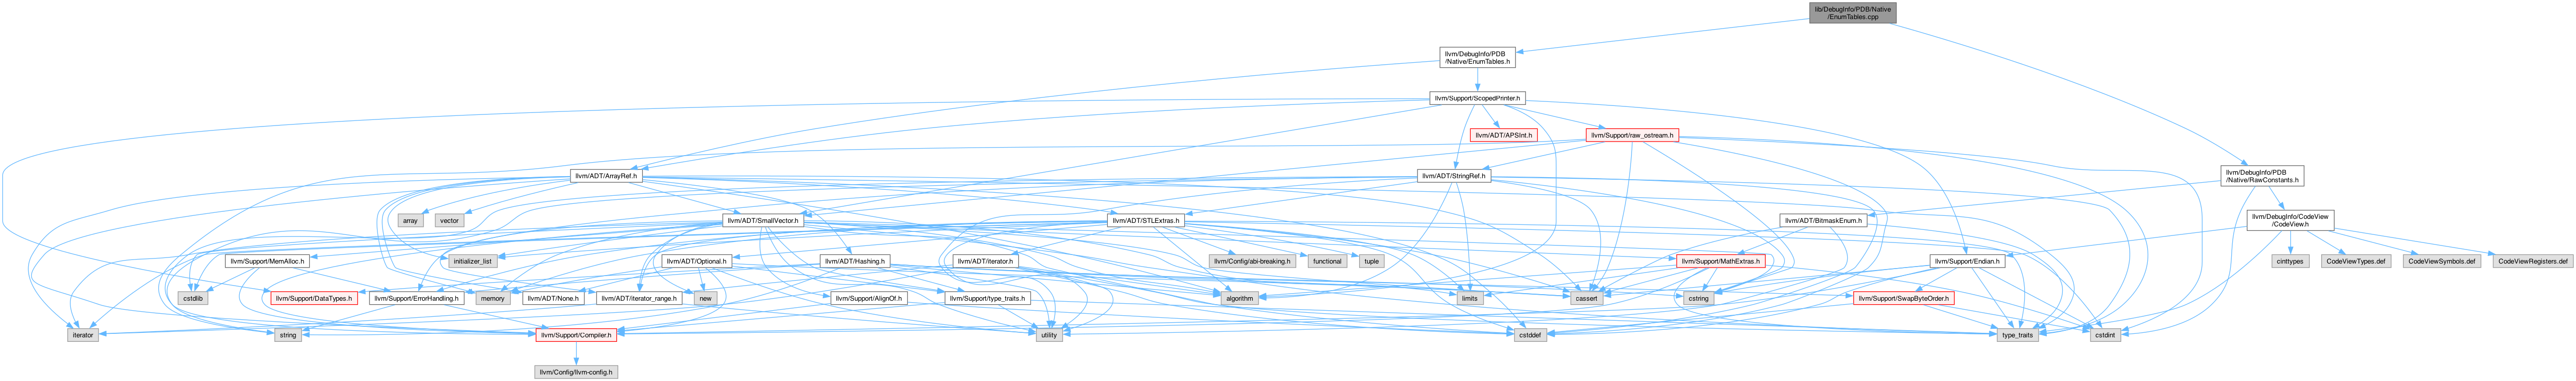 lib/DebugInfo/PDB/Native
/EnumTables.cpp
llvm/DebugInfo/PDB
/Native/EnumTables.h
llvm/Support/ScopedPrinter.h
llvm/ADT/APSInt.h
llvm/Support/raw_ostream.h
llvm/ADT/ArrayRef.h
llvm/ADT/StringRef.h
llvm/DebugInfo/PDB
/Native/RawConstants.h
array
vector
llvm/ADT/SmallVector.h
llvm/ADT/STLExtras.h
llvm/ADT/BitmaskEnum.h
llvm/DebugInfo/CodeView
/CodeView.h
llvm/Support/MemAlloc.h
initializer_list
llvm/ADT/Optional.h
llvm/ADT/Hashing.h
llvm/ADT/iterator.h
llvm/Config/abi-breaking.h
functional
tuple
llvm/Support/MathExtras.h
llvm/Support/Endian.h
cinttypes
CodeViewTypes.def
CodeViewSymbols.def
CodeViewRegisters.def
cstdlib
llvm/Support/DataTypes.h
llvm/Support/ErrorHandling.h
memory
llvm/ADT/None.h
llvm/ADT/iterator_range.h
new
llvm/Support/AlignOf.h
llvm/Support/type_traits.h
algorithm
limits
cassert
cstring
llvm/Support/SwapByteOrder.h
iterator
string
llvm/Support/Compiler.h
utility
cstddef
type_traits
cstdint
llvm/Config/llvm-config.h